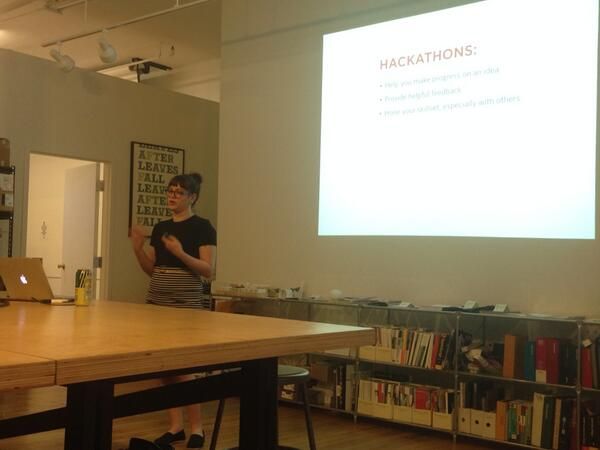 HACKATHONS:
• Help you make progress on an idea
• Provide helpful feedback
• Hone your skillset, especially with others
LEAVES
AFTER
LEAVES
FALL
LEAVES
AFTER
LEAVES
FALL